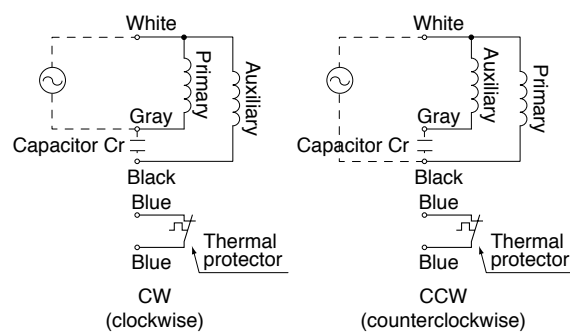 White
Primary
Auxiliary
Gray
Capacitor Cr
Black
Blue
Blue
Thermal
protector
CW
(clockwise)
White
Auxiliary
Primary
Gray
Capacitor Cr
Black
Blue
Blue
Thermal
protector
CCW
(counterclockwise)